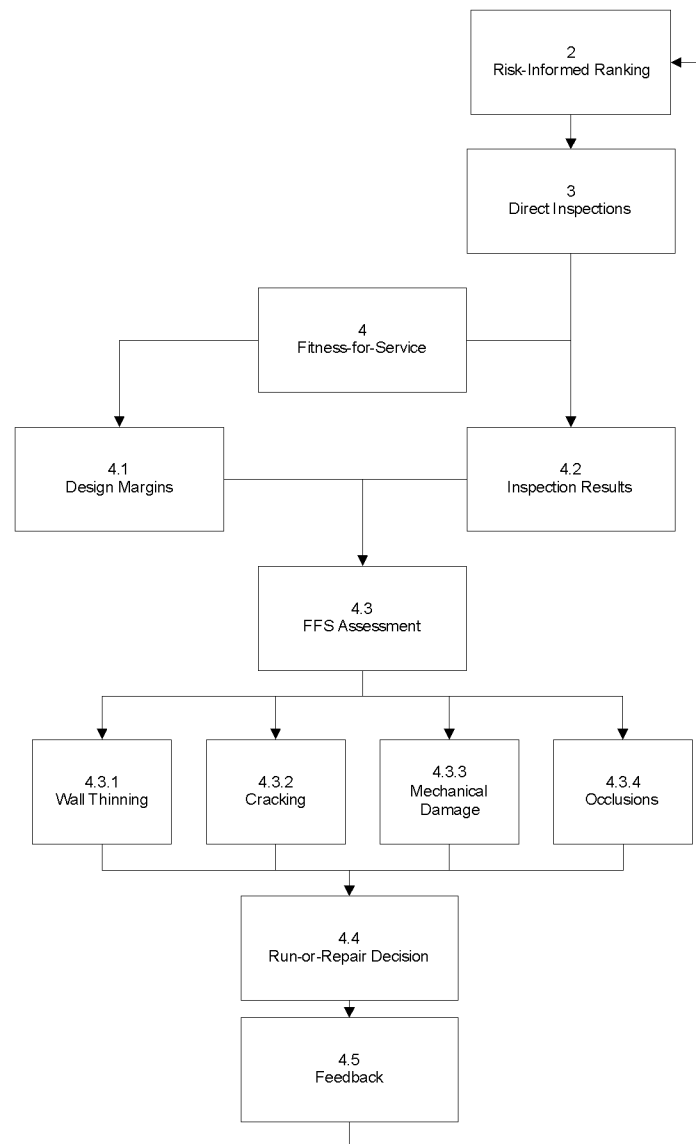 2
Risk-Informed Ranking
3
Direct Inspections
4
Fitness-for-Service
4.1
Design Margins
4.2
Inspection Results
4.3
FFS Assessment
4.3.1
Wall Thinning
4.3.2
Cracking
4.3.3
Mechanical
Damage
4.3.4
Occlusions
4.4
Run-or-Repair Decision
4.5
Feedback